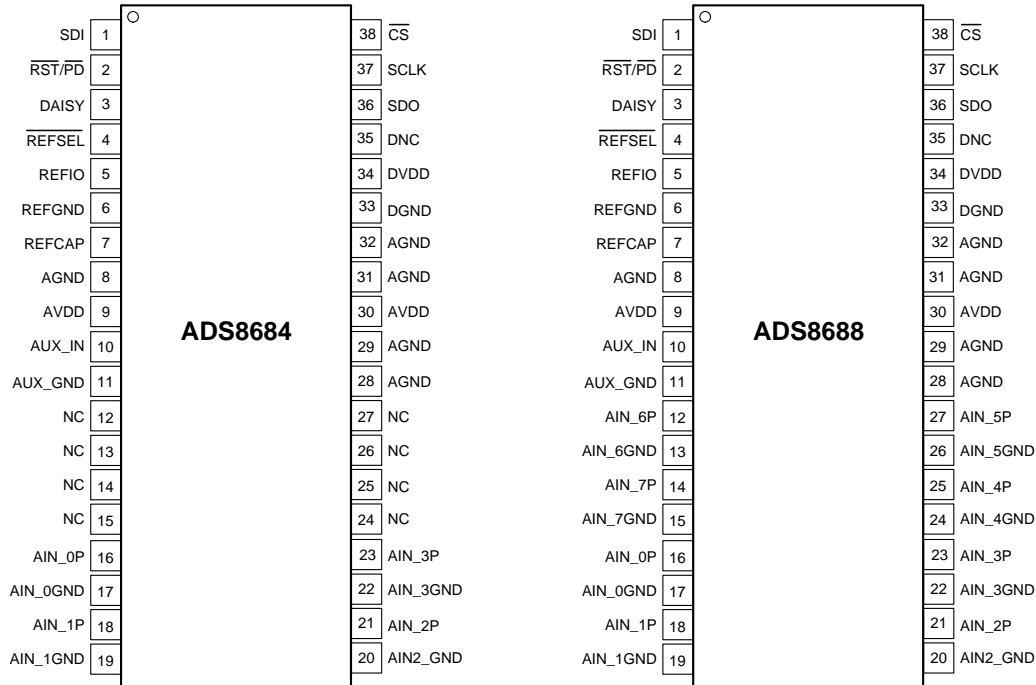 SDI 1 38 CS SDI 1 38 CS
RST/PD 2 37 SCLK RST/PD 2 37 SCLK
DAISY 3 36 SDO DAISY 3 36 SDO
REFSEL 4 35 DNC REFSEL 4 35 DNC
REFIO 5 34 DVDD REFIO 5 34 DVDD
REFGND 6 33 DGND REFGND 6 33 DGND
REFCAP 7 32 AGND REFCAP 7 32 AGND
AGND 8 31 AGND AGND 8 31 AGND
AVDD 9 ADS8684 30 AVDD AVDD 9 ADS8688 30 AVDD
AUX_IN 10 29 AGND AUX_IN 10 29 AGND
AUX_GND 11 28 AGND AUX_GND 11 28 AGND
NC 12 27 NC AIN_6P 12 27 AIN_5P
NC 13 26 NC AIN_6GND 13 26 AIN_5GND
NC 14 25 NC AIN_7P 14 25 AIN_4P
NC 15 24 NC AIN_7GND 15 24 AIN_4GND
AIN_0P 16 23 AIN_3P AIN_0P 16 23 AIN_3P
AIN_0GND 17 22 AIN_3GND AIN_0GND 17 22 AIN_3GND
AIN_1P 18 21 AIN_2P AIN_1P 18 21 AIN_2P
AIN_1GND 19 20 AIN2_GND AIN_1GND 19 20 AIN2_GND